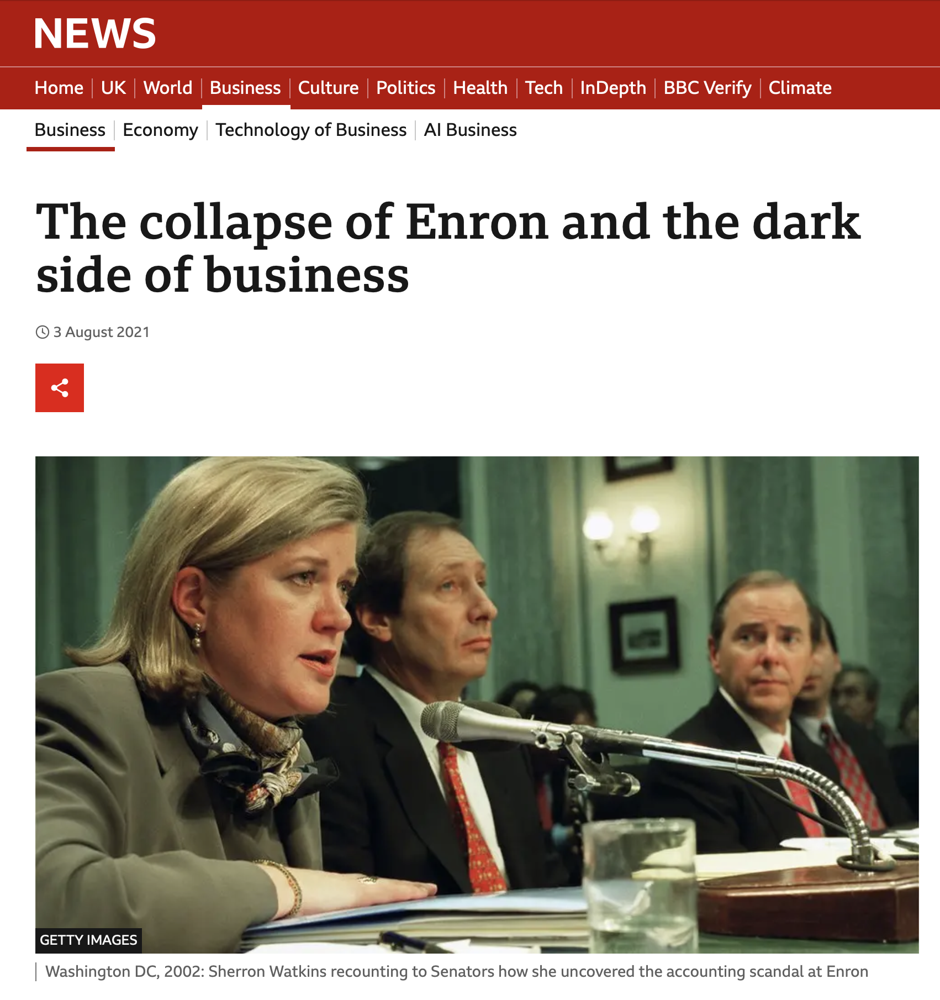 NEWS
Home UK World Business Culture Politics Health Tech InDepth BBC Verify Climate
Business Economy Technology of Business AI Business
The collapse of Enron and the dark
side of business
3 August 2021
GETTY IMAGES
Washington DC, 2002: Sherron Watkins recounting to Senators how she uncovered the accounting scandal at Enron